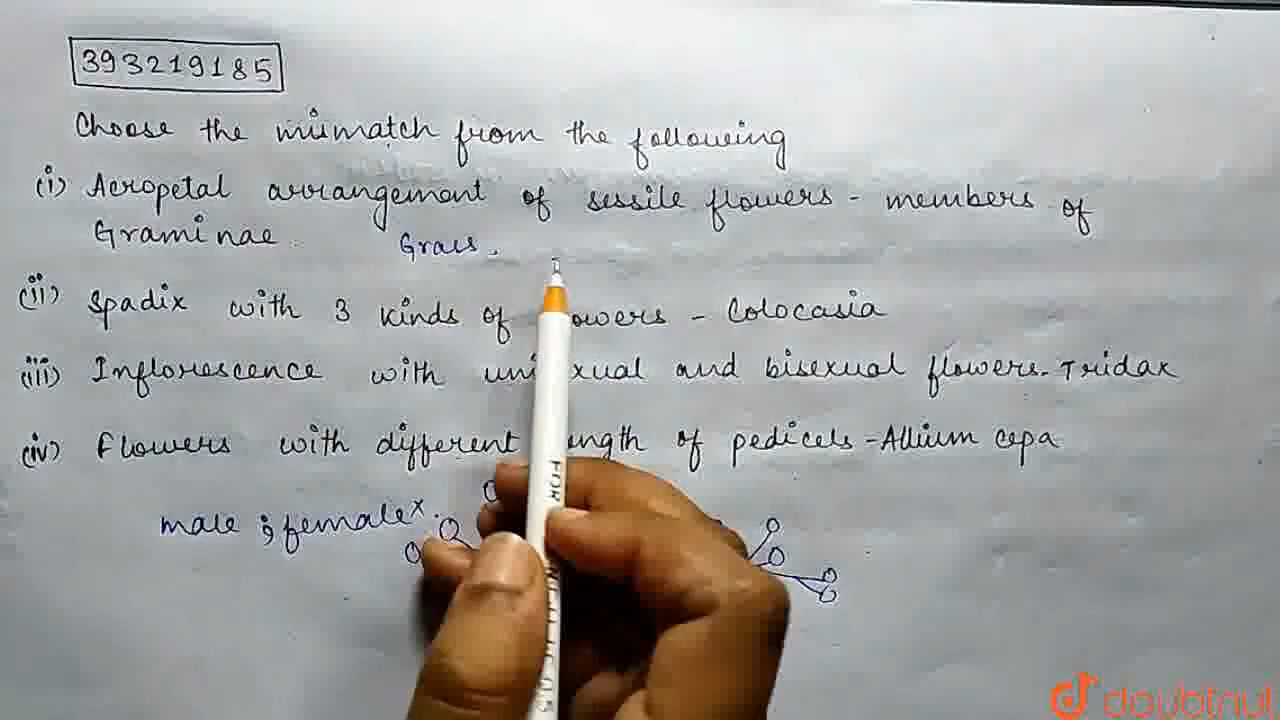 393219185
Choose the mismatch from the following
(i) Acropetal arrangement of sessile flowers - members of
Graminae. Grass.
(ii) Spadix with 3 kinds of - Colocasia
(iii) Inflorescence with and bisexual flowers. Tridax
(iv) Flowers with different of pedicels - Allium cepa
male ; female x.
doubtnut